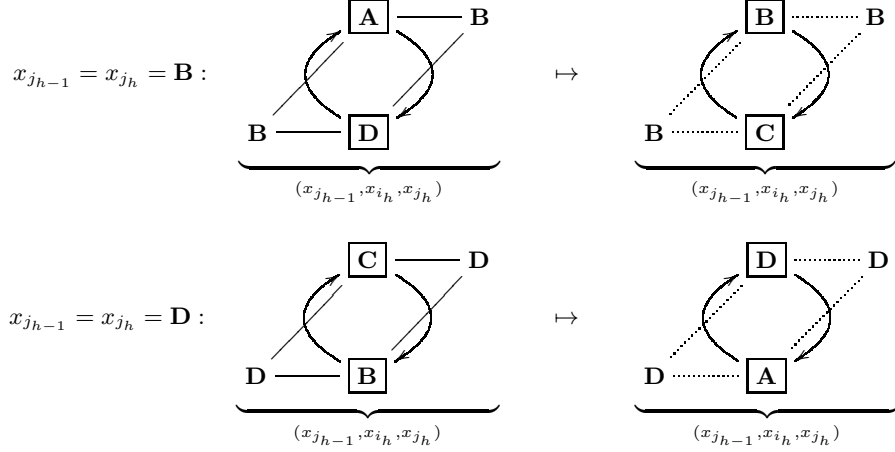 A B B
x_{j_{h-1}} = x_{j_h} = B : ↦
B D B C
(x_{j_{h-1}}, x_{i_h}, x_{j_h}) (x_{j_{h-1}}, x_{i_h}, x_{j_h})
C D D D
x_{j_{h-1}} = x_{j_h} = D : ↦
D B D A
(x_{j_{h-1}}, x_{i_h}, x_{j_h}) (x_{j_{h-1}}, x_{i_h}, x_{j_h})